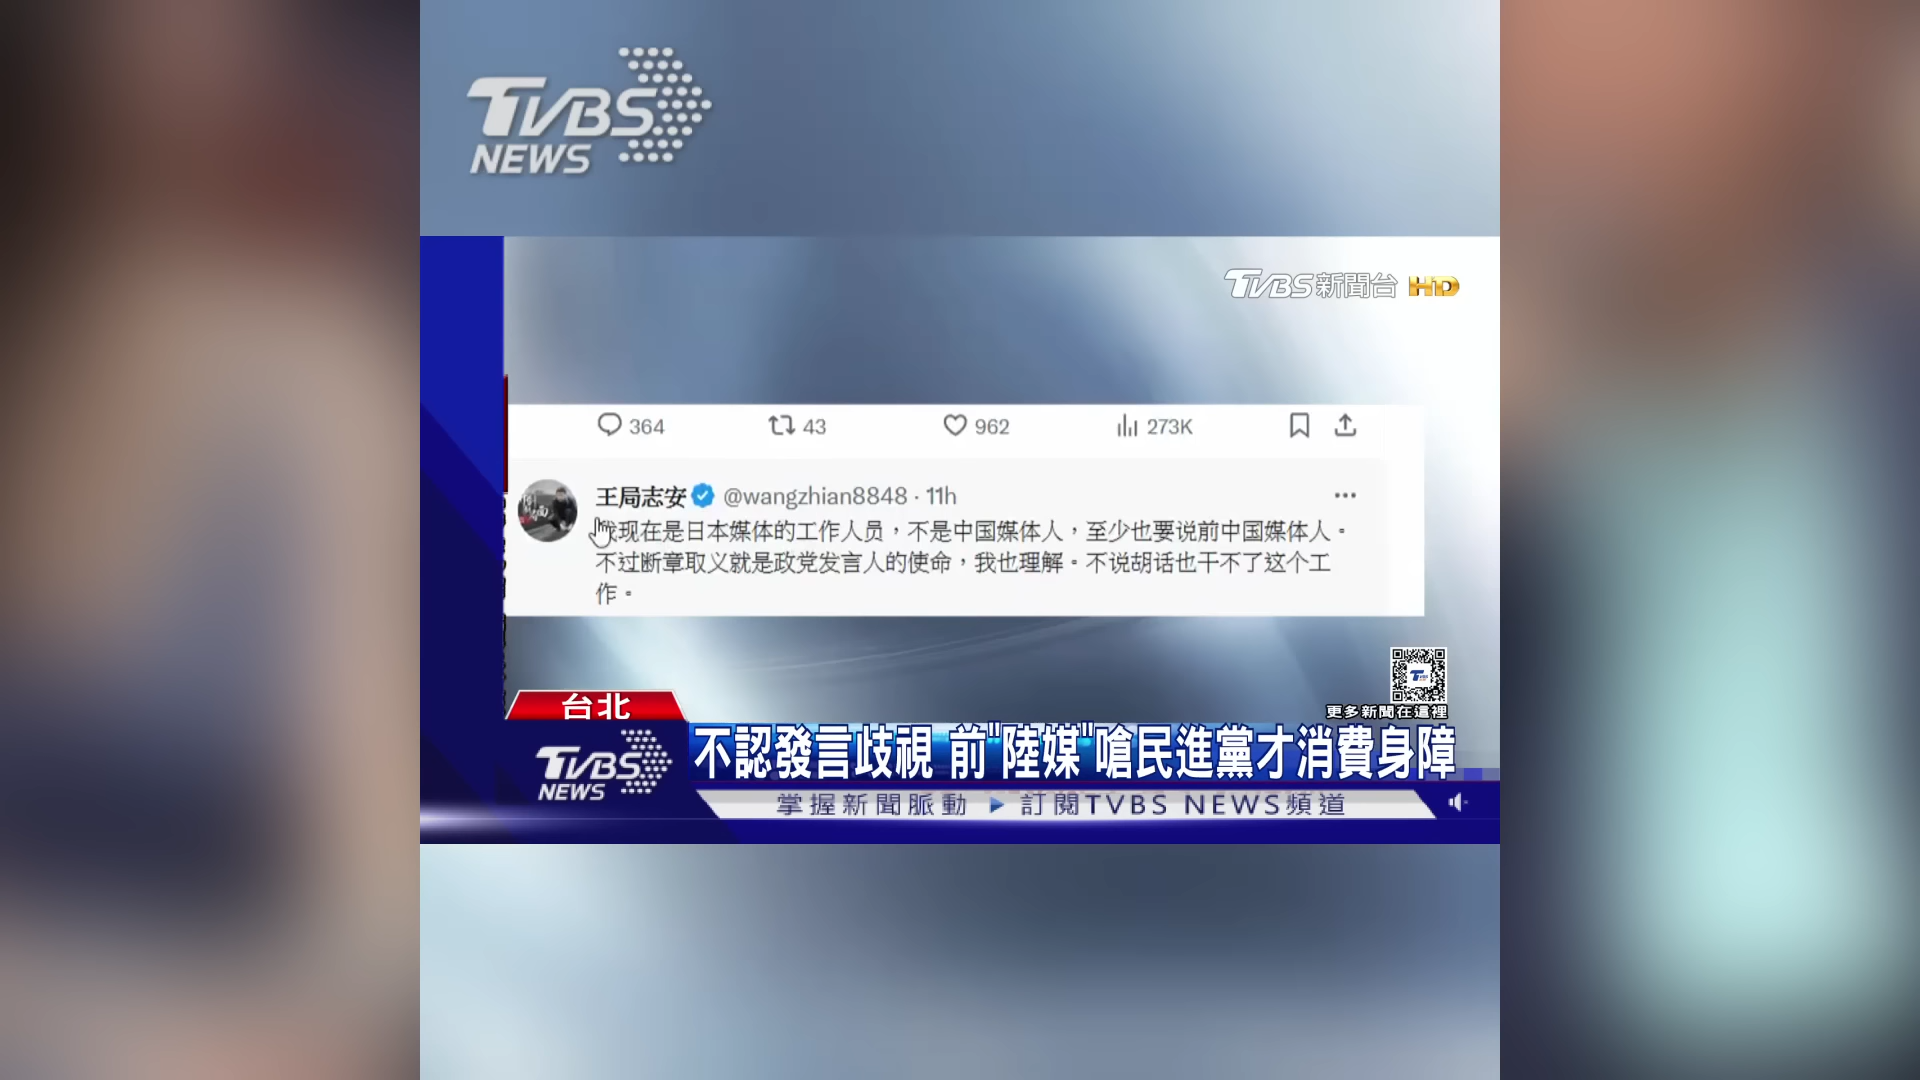 TVBS
NEWS
TVBS新聞台 HD
364 43 962 273K
王局志安 @wangzhian8848 · 11h
我现在是日本媒体的工作人员，不是中国媒体人，至少也要说前中国媒体人。
不过断章取义就是政党发言人的使命，我也理解。不说胡话也干不了这个工
作。
更多新聞在這裡
台北
不認發言歧視 前"陸媒"嗆民進黨才消費身障
TVBS
NEWS
掌握新聞脈動 ▶ 訂閱TVBS NEWS頻道